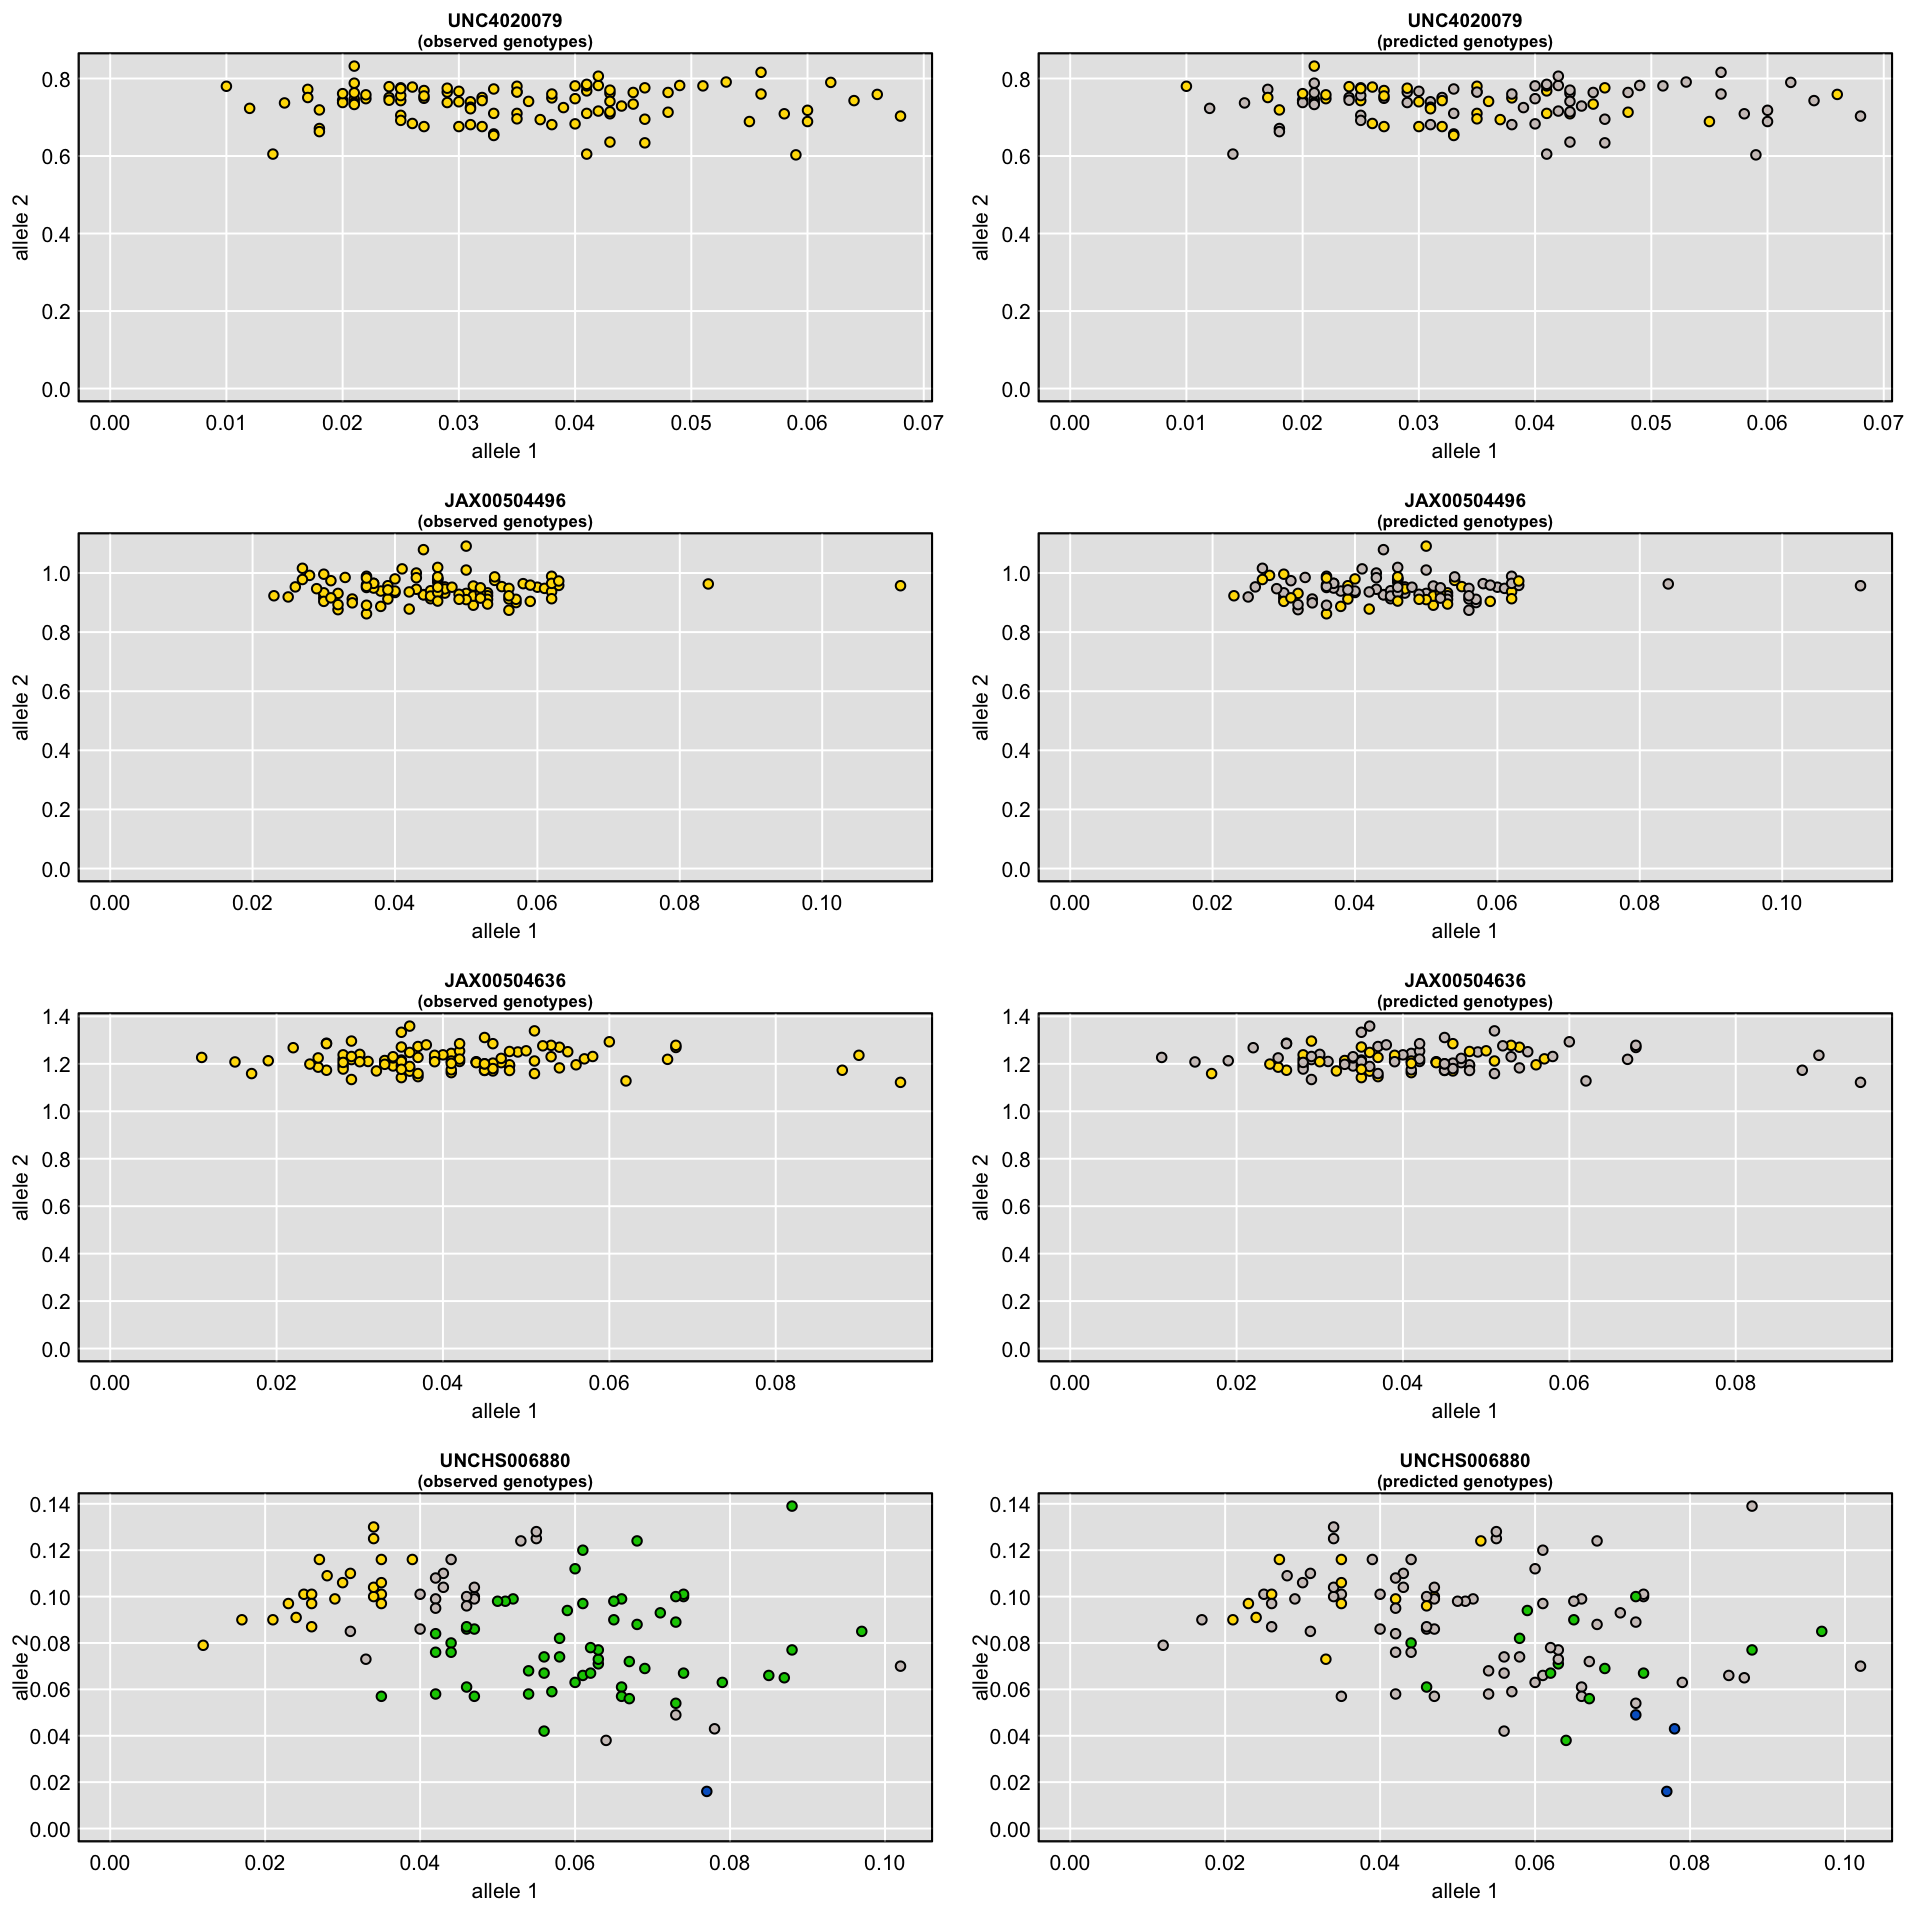 UNC4020079
(observed genotypes)
0.8
0.6
0.4
0.2
0.0
allele 2
0.00 0.01 0.02 0.03 0.04 0.05 0.06 0.07
allele 1
UNC4020079
(predicted genotypes)
0.8
0.6
0.4
0.2
0.0
allele 2
0.00 0.01 0.02 0.03 0.04 0.05 0.06 0.07
allele 1
JAX00504496
(observed genotypes)
1.0
0.8
0.6
0.4
0.2
0.0
allele 2
0.00 0.02 0.04 0.06 0.08 0.10
allele 1
JAX00504496
(predicted genotypes)
1.0
0.8
0.6
0.4
0.2
0.0
allele 2
0.00 0.02 0.04 0.06 0.08 0.10
allele 1
JAX00504636
(observed genotypes)
1.4
1.2
1.0
0.8
0.6
0.4
0.2
0.0
allele 2
0.00 0.02 0.04 0.06 0.08
allele 1
JAX00504636
(predicted genotypes)
1.4
1.2
1.0
0.8
0.6
0.4
0.2
0.0
allele 2
0.00 0.02 0.04 0.06 0.08
allele 1
UNCHS006880
(observed genotypes)
0.14
0.12
0.10
0.08
0.06
0.04
0.02
0.00
allele 2
0.00 0.02 0.04 0.06 0.08 0.10
allele 1
UNCHS006880
(predicted genotypes)
0.14
0.12
0.10
0.08
0.06
0.04
0.02
0.00
allele 2
0.00 0.02 0.04 0.06 0.08 0.10
allele 1